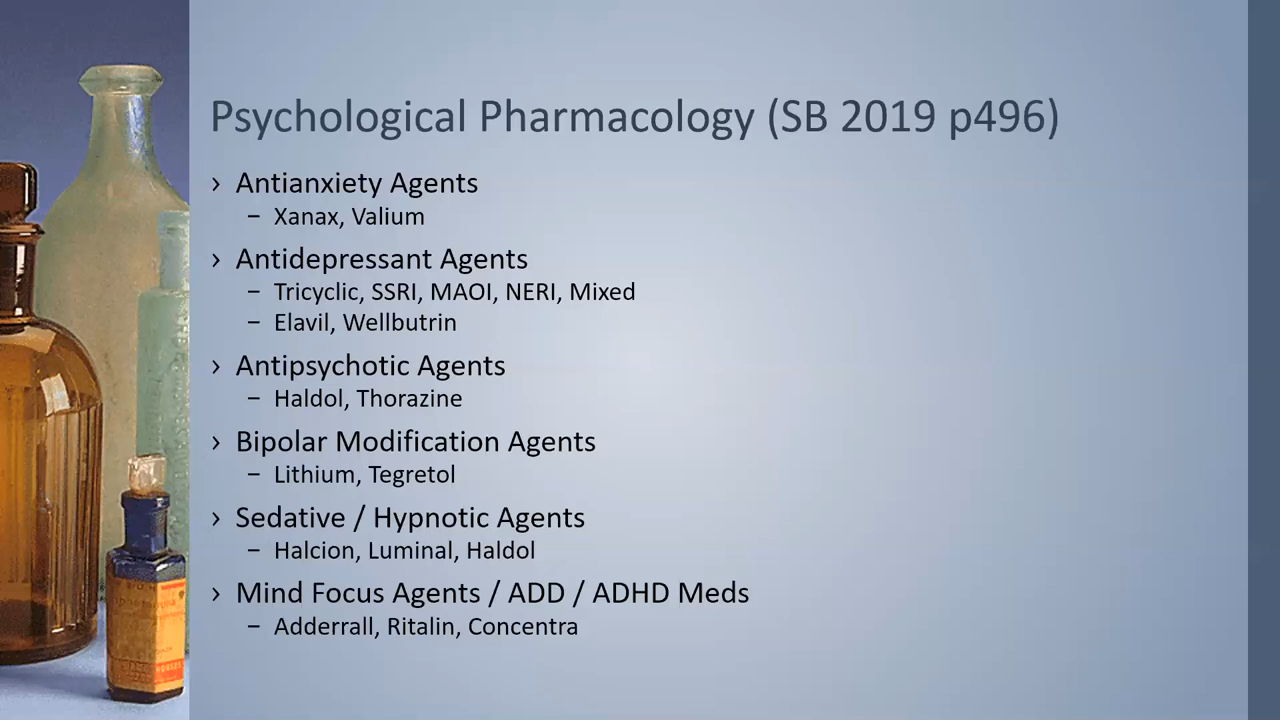 Psychological Pharmacology (SB 2019 p496)
› Antianxiety Agents
– Xanax, Valium
› Antidepressant Agents
– Tricyclic, SSRI, MAOI, NERI, Mixed
– Elavil, Wellbutrin
› Antipsychotic Agents
– Haldol, Thorazine
› Bipolar Modification Agents
– Lithium, Tegretol
› Sedative / Hypnotic Agents
– Halcion, Luminal, Haldol
› Mind Focus Agents / ADD / ADHD Meds
– Adderrall, Ritalin, Concentra